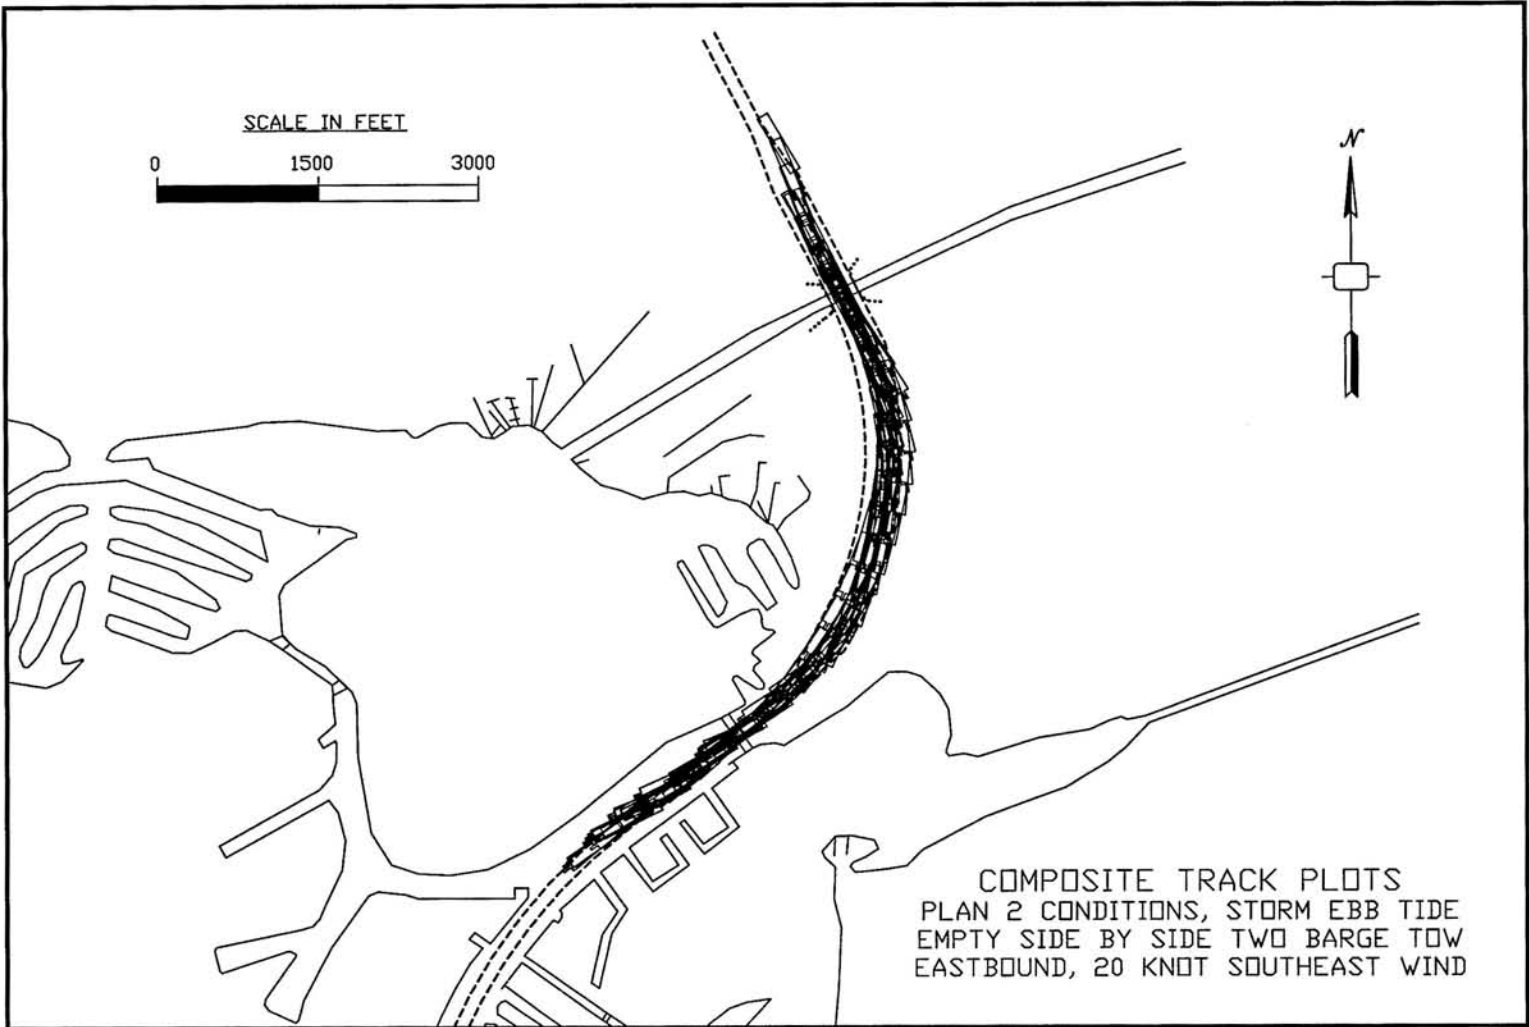 SCALE IN FEET
0 1500 3000
N
COMPOSITE TRACK PLOTS
PLAN 2 CONDITIONS, STORM EBB TIDE
EMPTY SIDE BY SIDE TWO BARGE TOW
EASTBOUND, 20 KNOT SOUTHEAST WIND